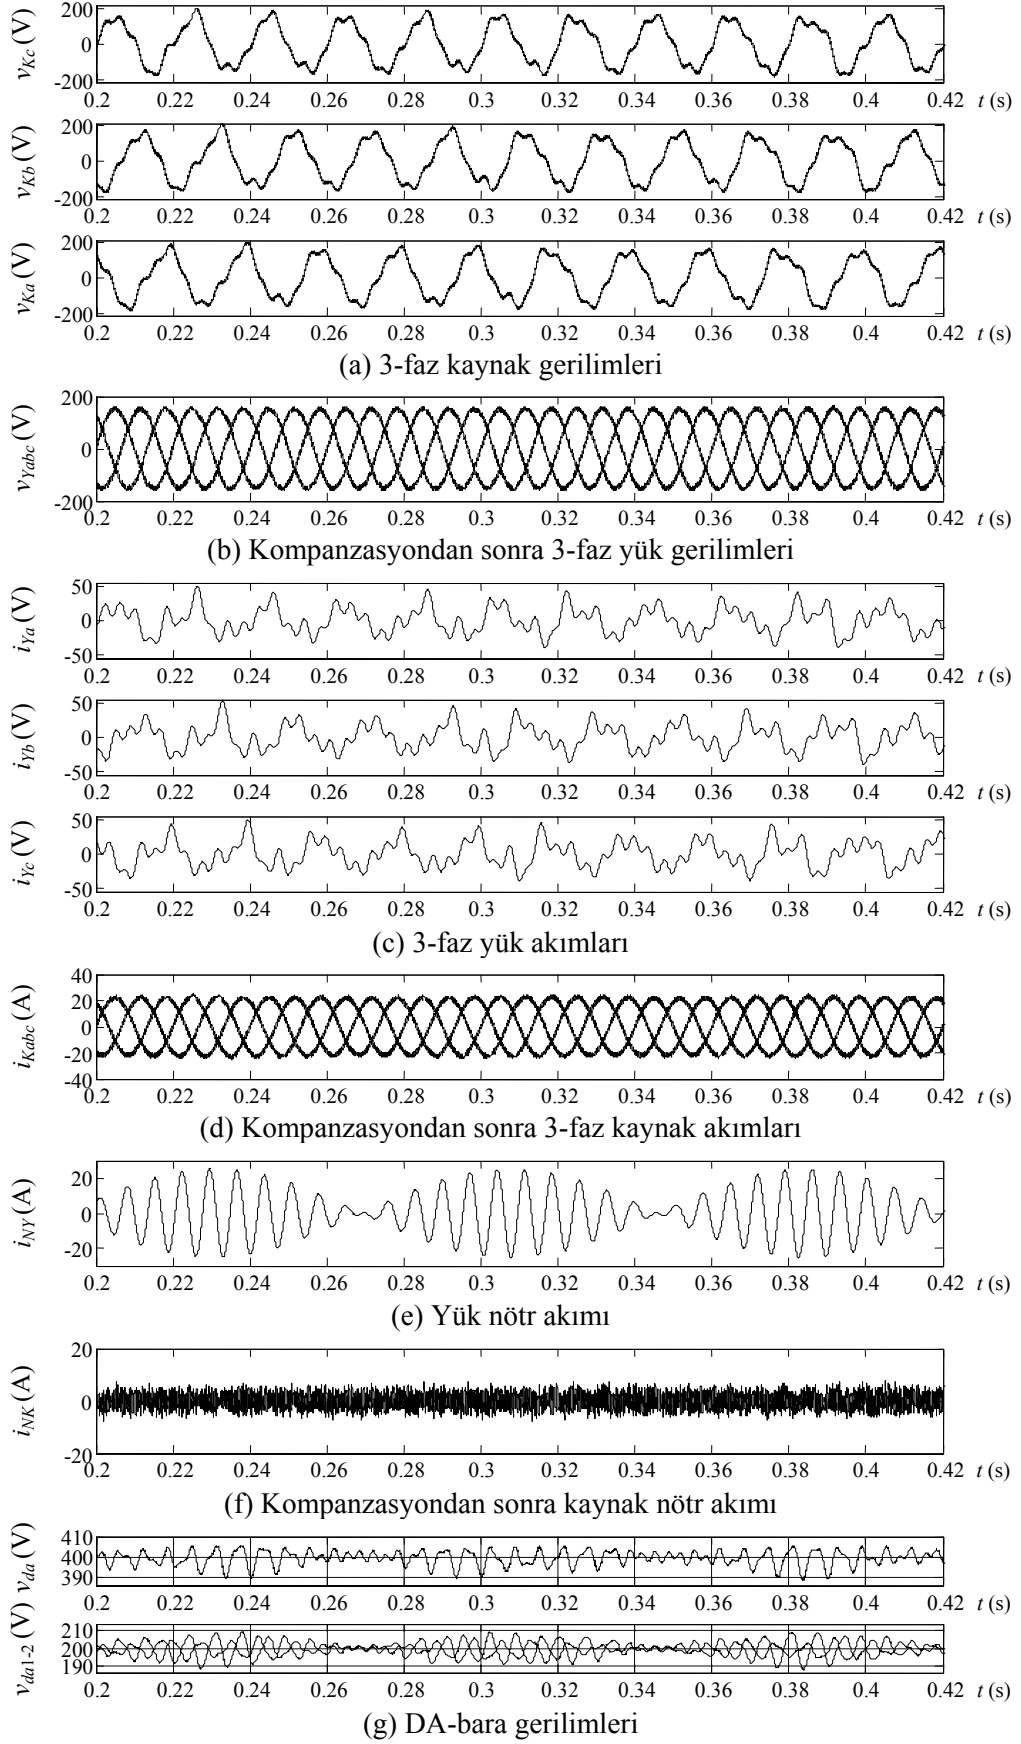 v_Kc (V)
200
0
-200
0.2 0.22 0.24 0.26 0.28 0.3 0.32 0.34 0.36 0.38 0.4 0.42 t (s)
v_Kb (V)
200
0
-200
0.2 0.22 0.24 0.26 0.28 0.3 0.32 0.34 0.36 0.38 0.4 0.42 t (s)
v_Ka (V)
200
0
-200
0.2 0.22 0.24 0.26 0.28 0.3 0.32 0.34 0.36 0.38 0.4 0.42 t (s)
(a) 3-faz kaynak gerilimleri
v_Yabc (V)
200
0
-200
0.2 0.22 0.24 0.26 0.28 0.3 0.32 0.34 0.36 0.38 0.4 0.42 t (s)
(b) Kompanzasyondan sonra 3-faz yük gerilimleri
i_Ya (V)
50
0
-50
0.2 0.22 0.24 0.26 0.28 0.3 0.32 0.34 0.36 0.38 0.4 0.42 t (s)
i_Yb (V)
50
0
-50
0.2 0.22 0.24 0.26 0.28 0.3 0.32 0.34 0.36 0.38 0.4 0.42 t (s)
i_Yc (V)
50
0
-50
0.2 0.22 0.24 0.26 0.28 0.3 0.32 0.34 0.36 0.38 0.4 0.42 t (s)
(c) 3-faz yük akımları
i_Kabc (A)
40
20
0
-20
-40
0.2 0.22 0.24 0.26 0.28 0.3 0.32 0.34 0.36 0.38 0.4 0.42 t (s)
(d) Kompanzasyondan sonra 3-faz kaynak akımları
i_NY (A)
20
0
-20
0.2 0.22 0.24 0.26 0.28 0.3 0.32 0.34 0.36 0.38 0.4 0.42 t (s)
(e) Yük nötr akımı
i_NK (A)
20
0
-20
0.2 0.22 0.24 0.26 0.28 0.3 0.32 0.34 0.36 0.38 0.4 0.42 t (s)
(f) Kompanzasyondan sonra kaynak nötr akımı
v_da (V)
410
400
390
0.2 0.22 0.24 0.26 0.28 0.3 0.32 0.34 0.36 0.38 0.4 0.42 t (s)
v_da1-2 (V)
210
200
190
0.2 0.22 0.24 0.26 0.28 0.3 0.32 0.34 0.36 0.38 0.4 0.42 t (s)
(g) DA-bara gerilimleri